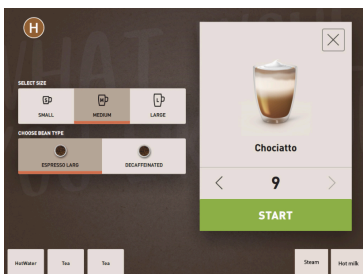 H
SELECT SIZE
S
M
L
SMALL
MEDIUM
LARGE
CHOOSE BEAN TYPE
ESPRESSO LARG
DECAFFEINATED
Chociatto
< 9 >
START
HotWater
Tea
Tea
Steam
Hot milk